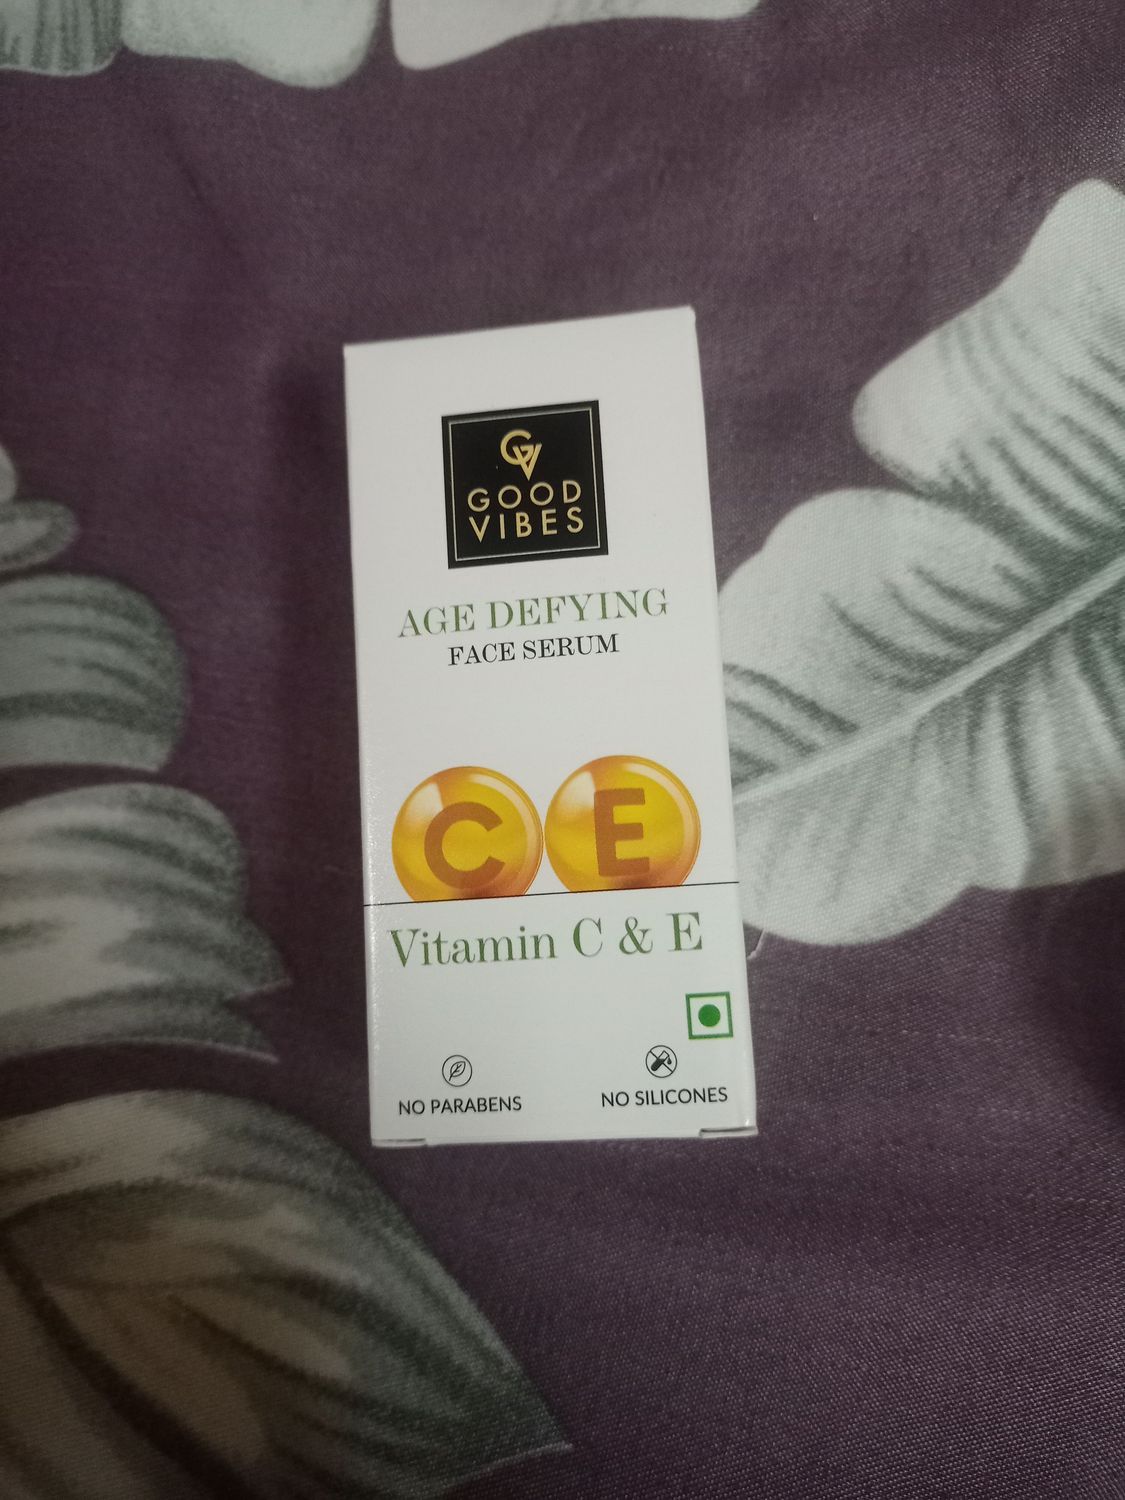 GV
GOOD
VIBES
AGE DEFYING
FACE SERUM
C E
Vitamin C & E
NO PARABENS
NO SILICONES